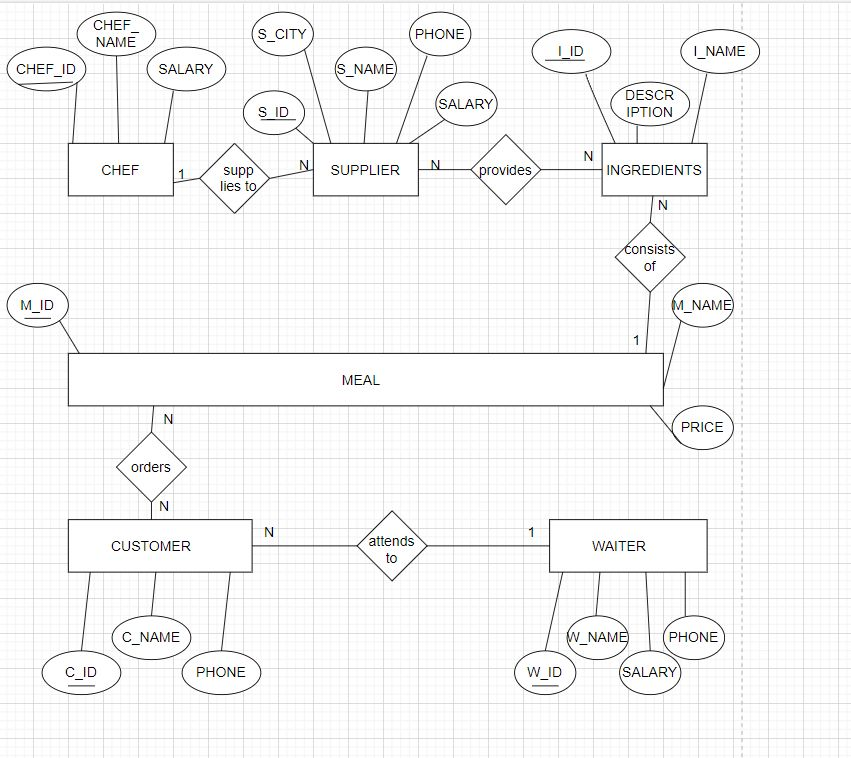 CHEF_
NAME
CHEF_ID
SALARY
S_CITY
PHONE
S_NAME
S_ID
SALARY
I_ID
I_NAME
DESCR
IPTION
CHEF
1
supp
lies to
N
SUPPLIER
N
provides
N
INGREDIENTS
N
consists
of
1
M_ID
M_NAME
MEAL
PRICE
N
orders
N
CUSTOMER
N
attends
to
1
WAITER
C_NAME
C_ID
PHONE
W_NAME
PHONE
W_ID
SALARY